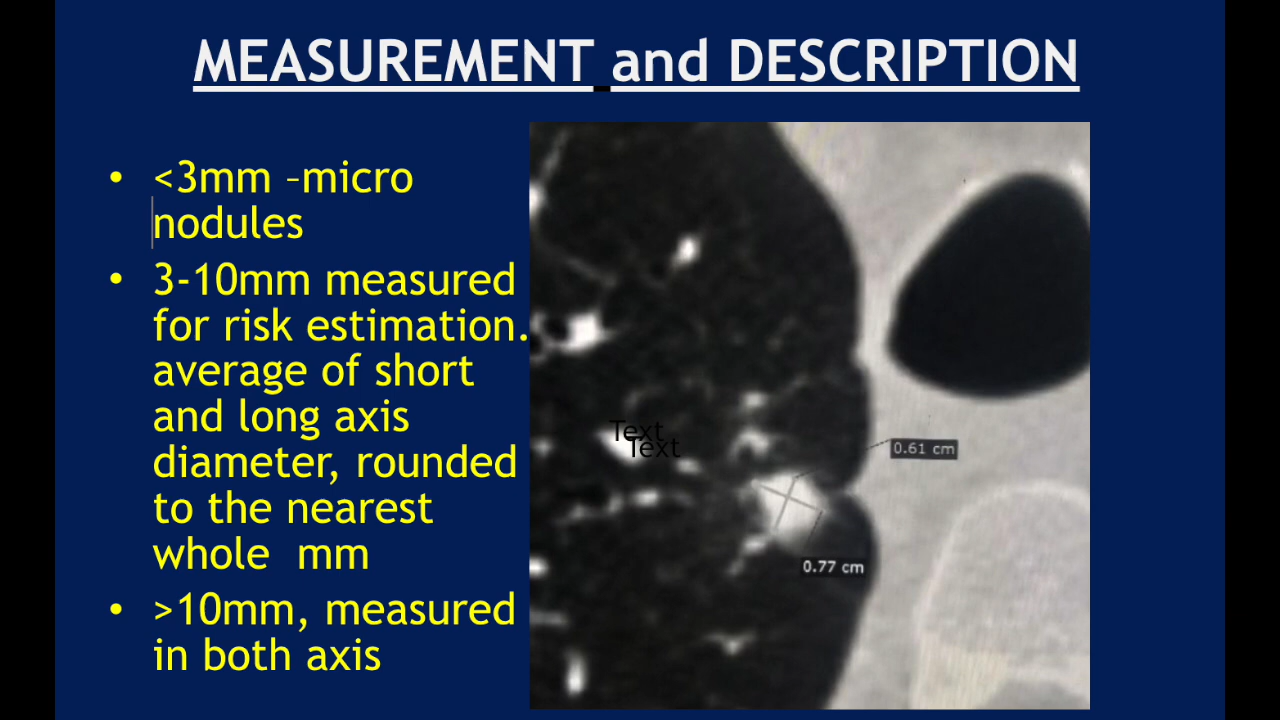 MEASUREMENT and DESCRIPTION
• <3mm –micro
nodules
• 3-10mm measured
for risk estimation.
average of short
and long axis
diameter, rounded
to the nearest
whole mm
• >10mm, measured
in both axis
Text
Text
0.61 cm
0.77 cm